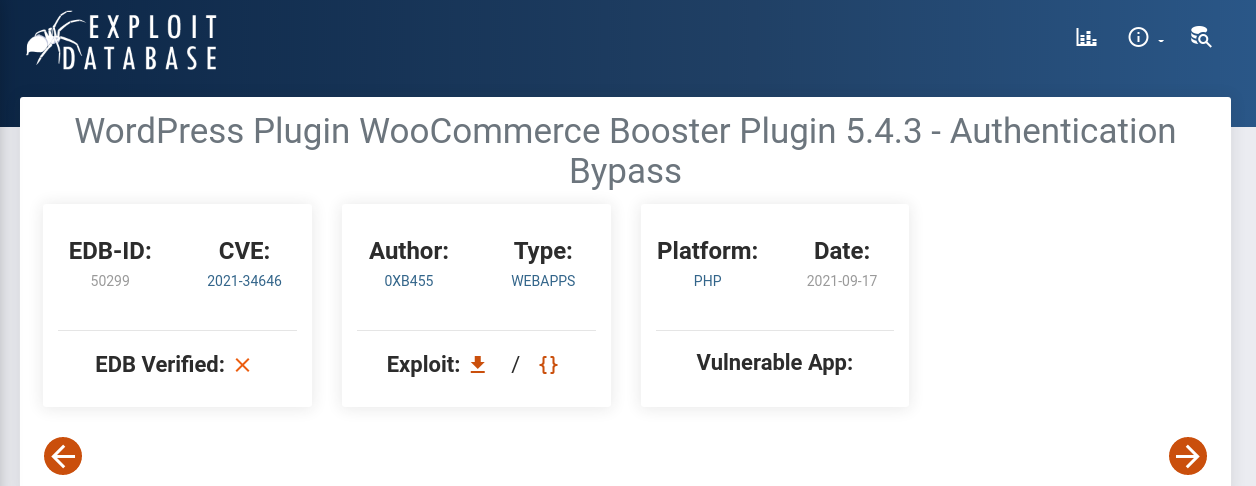 EXPLOIT
DATABASE
WordPress Plugin WooCommerce Booster Plugin 5.4.3 - Authentication
Bypass
EDB-ID:
50299
CVE:
2021-34646
EDB Verified:
Author:
0XB455
Type:
WEBAPPS
Exploit: / {}
Platform:
PHP
Date:
2021-09-17
Vulnerable App: